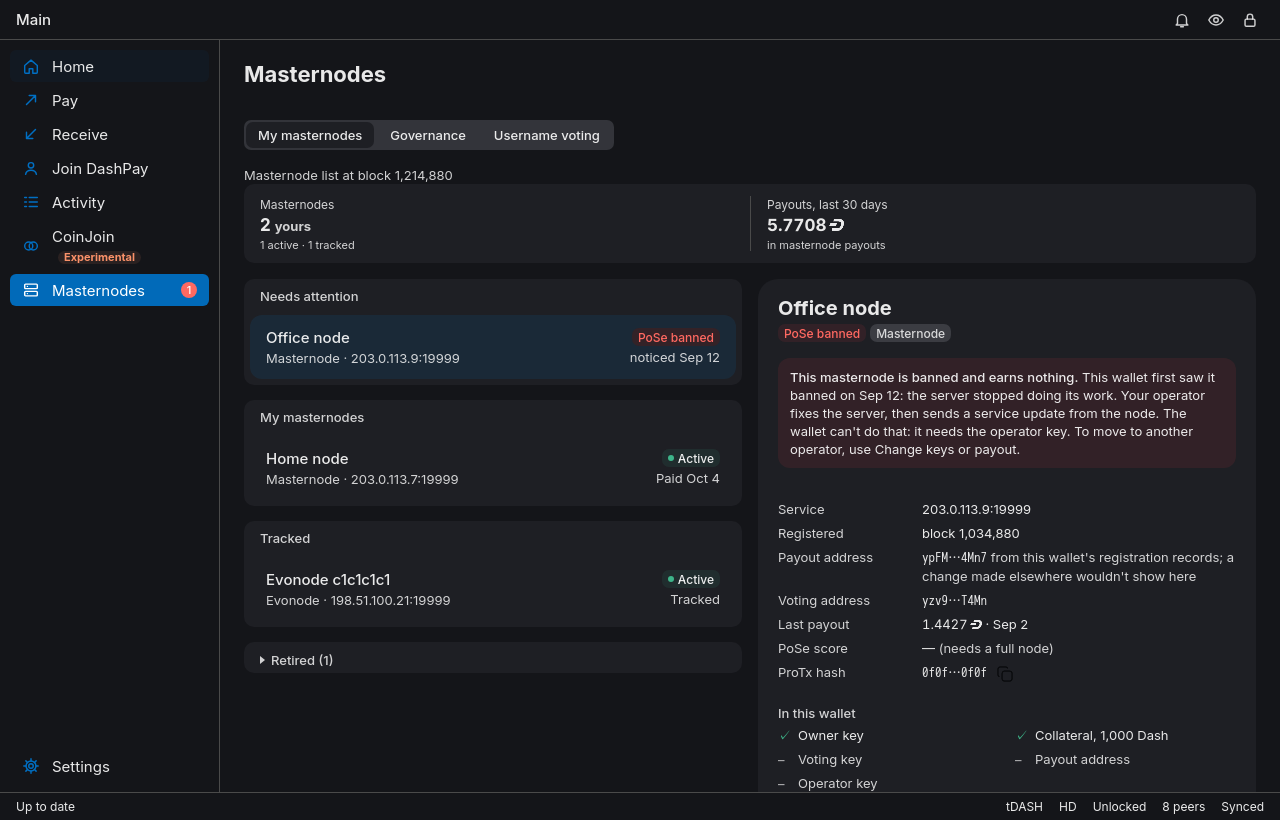 Main
Home
Pay
Receive
Join DashPay
Activity
CoinJoin
Experimental
Masternodes
1
Settings
Masternodes
My masternodes
Governance
Username voting
Masternode list at block 1,214,880
Masternodes
2 yours
1 active · 1 tracked
Payouts, last 30 days
5.7708
in masternode payouts
Needs attention
Office node
PoSe banned
Masternode · 203.0.113.9:19999
noticed Sep 12
My masternodes
Home node
Active
Masternode · 203.0.113.7:19999
Paid Oct 4
Tracked
Evonode c1c1c1c1
Active
Evonode · 198.51.100.21:19999
Tracked
Retired (1)
Office node
PoSe banned
Masternode
This masternode is banned and earns nothing. This wallet first saw it
banned on Sep 12: the server stopped doing its work. Your operator
fixes the server, then sends a service update from the node. The
wallet can't do that: it needs the operator key. To move to another
operator, use Change keys or payout.
Service 203.0.113.9:19999
Registered block 1,034,880
Payout address ypFM···4Mn7 from this wallet's registration records; a
change made elsewhere wouldn't show here
Voting address yzv9···T4Mn
Last payout 1.4427 · Sep 2
PoSe score — (needs a full node)
ProTx hash 0f0f···0f0f
In this wallet
✓ Owner key
✓ Collateral, 1,000 Dash
– Voting key
– Payout address
– Operator key
Up to date
tDASH
HD
Unlocked
8 peers
Synced